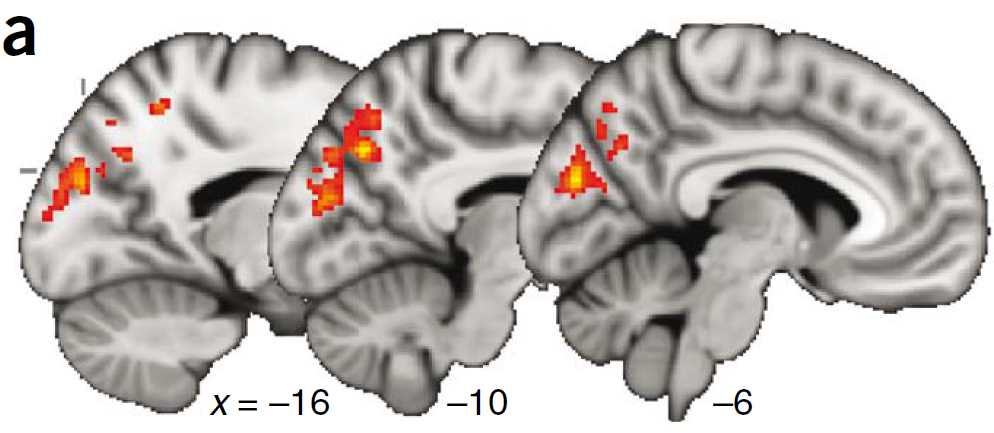 a
x = –16
–10
–6